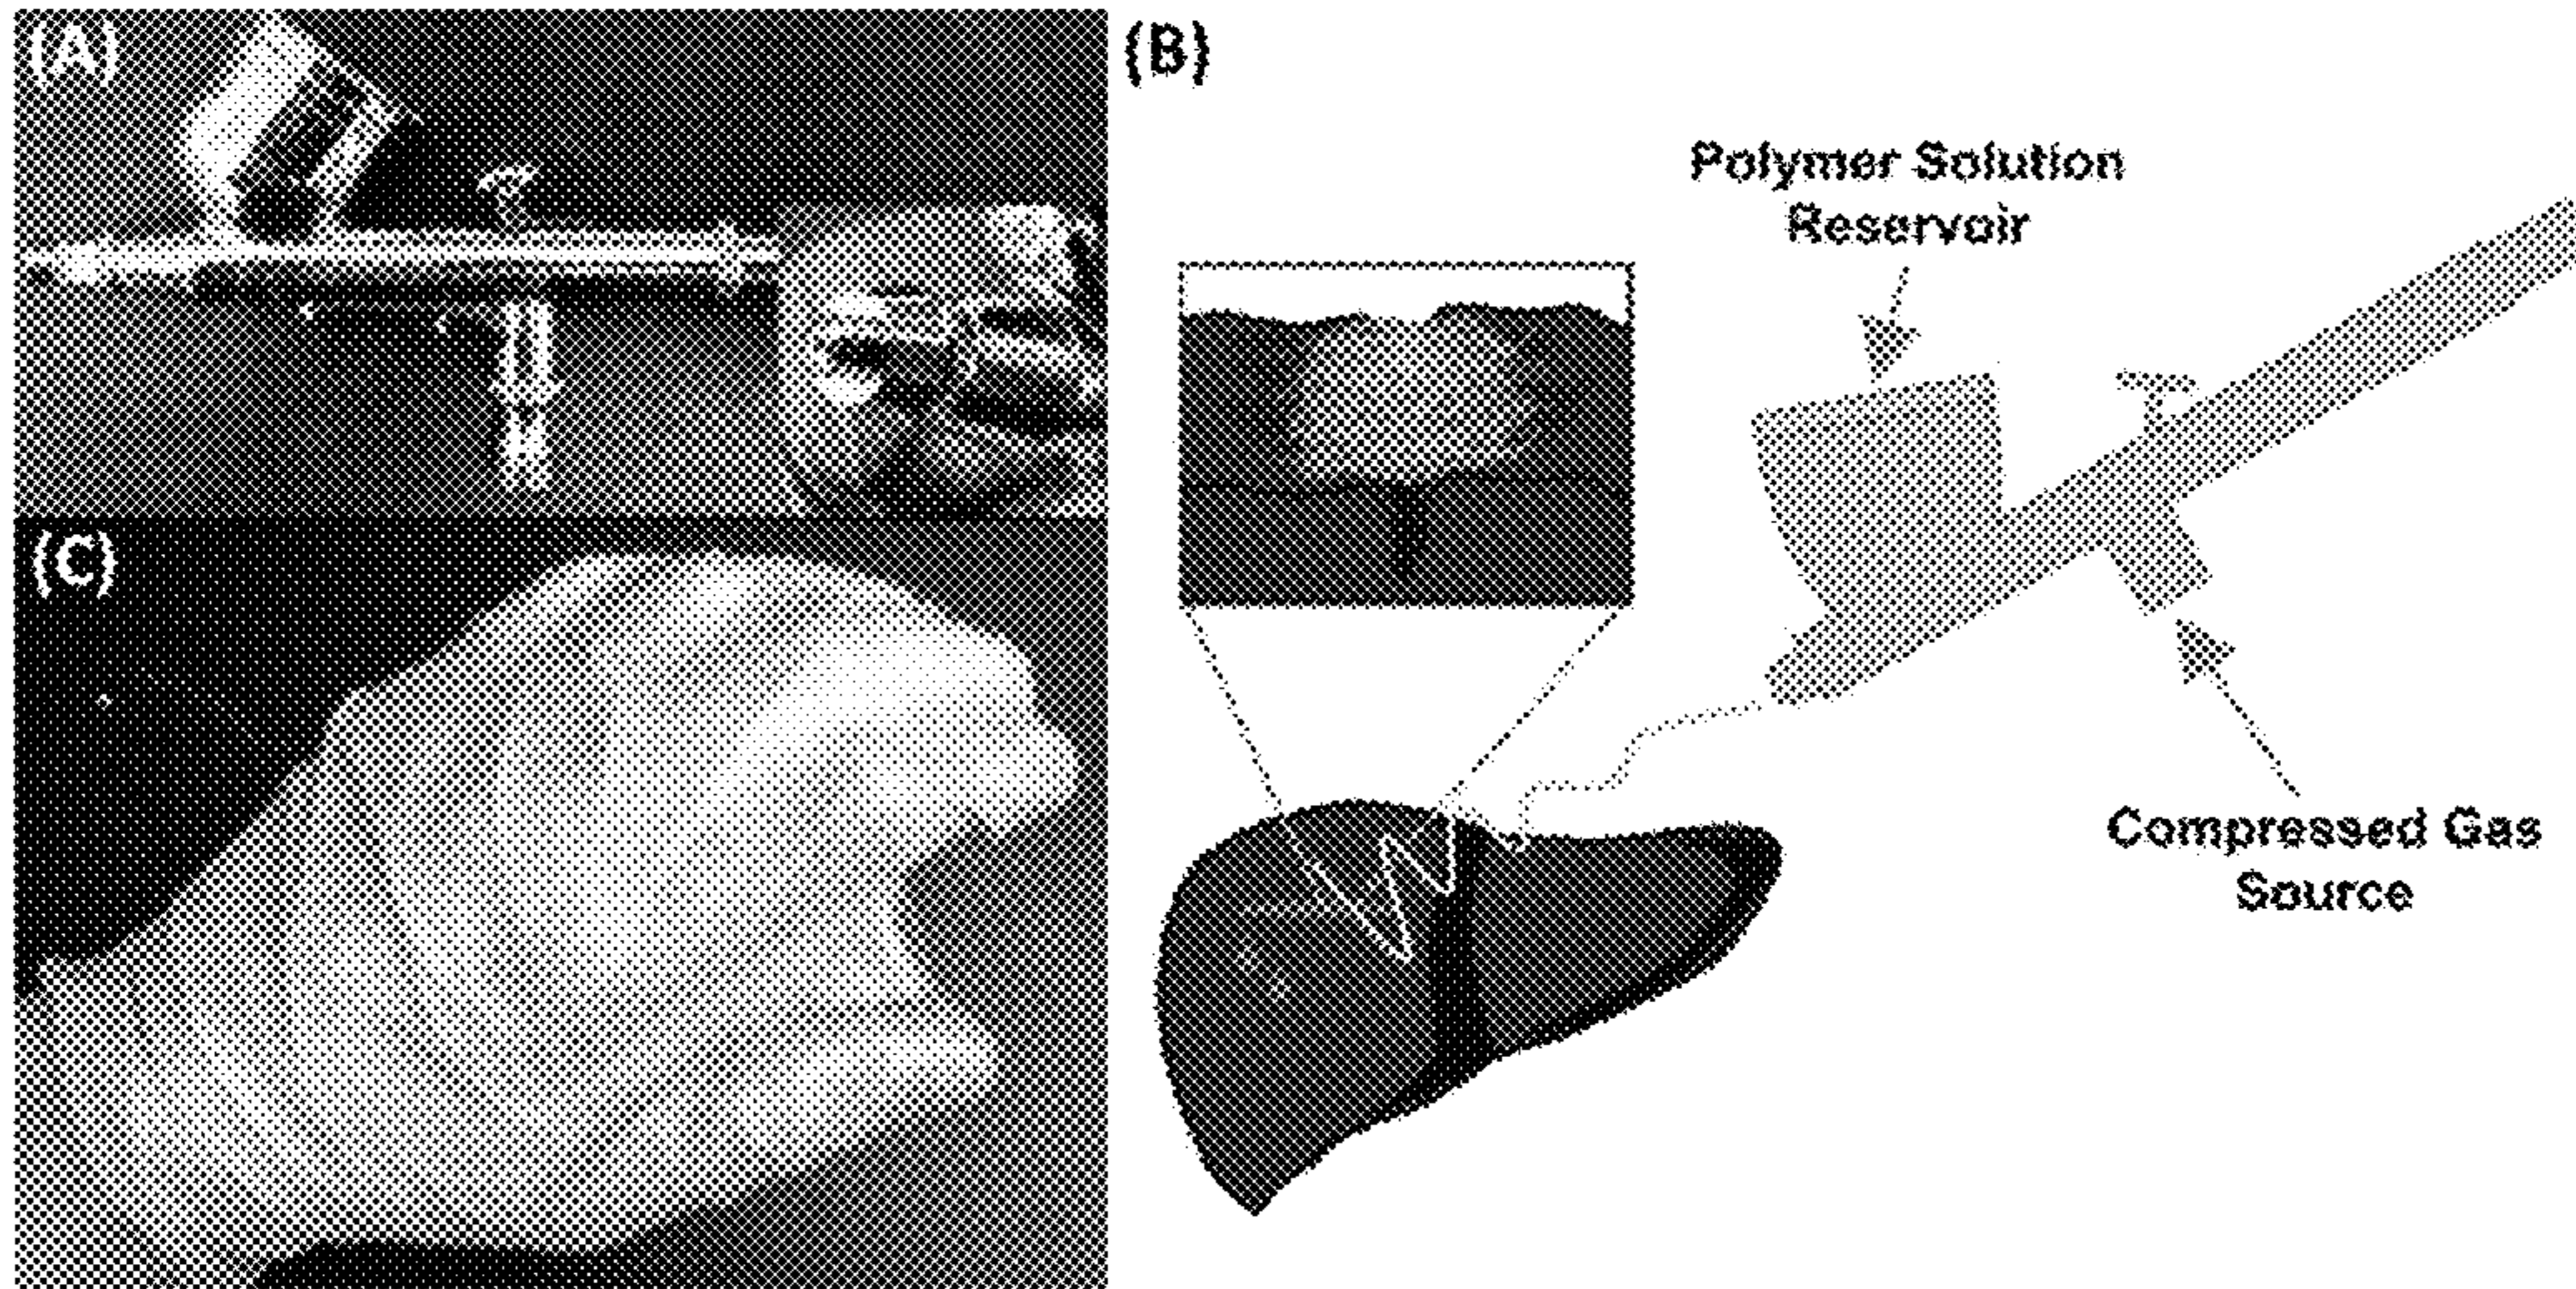 (A)
(B)
Polymer Solution
Reservoir
Compressed Gas
Source
(C)